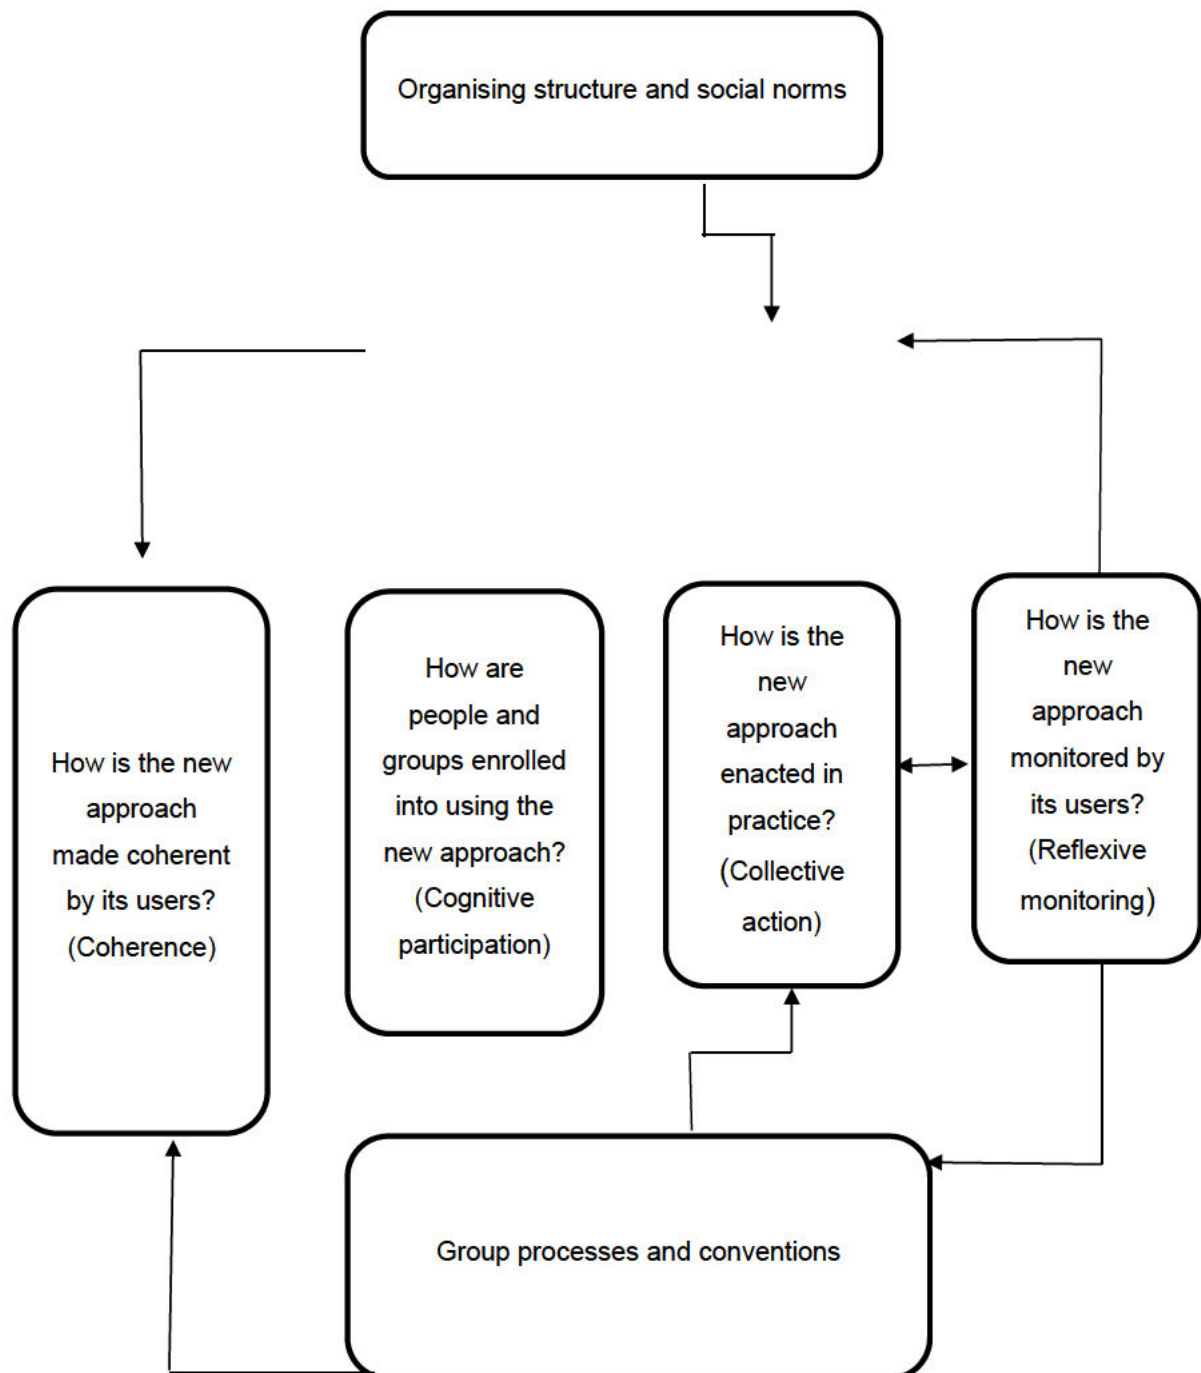 Organising structure and social norms
How is the new
approach
made coherent
by its users?
(Coherence)
How are
people and
groups enrolled
into using the
new approach?
(Cognitive
participation)
How is the
new
approach
enacted in
practice?
(Collective
action)
How is the
new
approach
monitored by
its users?
(Reflexive
monitoring)
Group processes and conventions